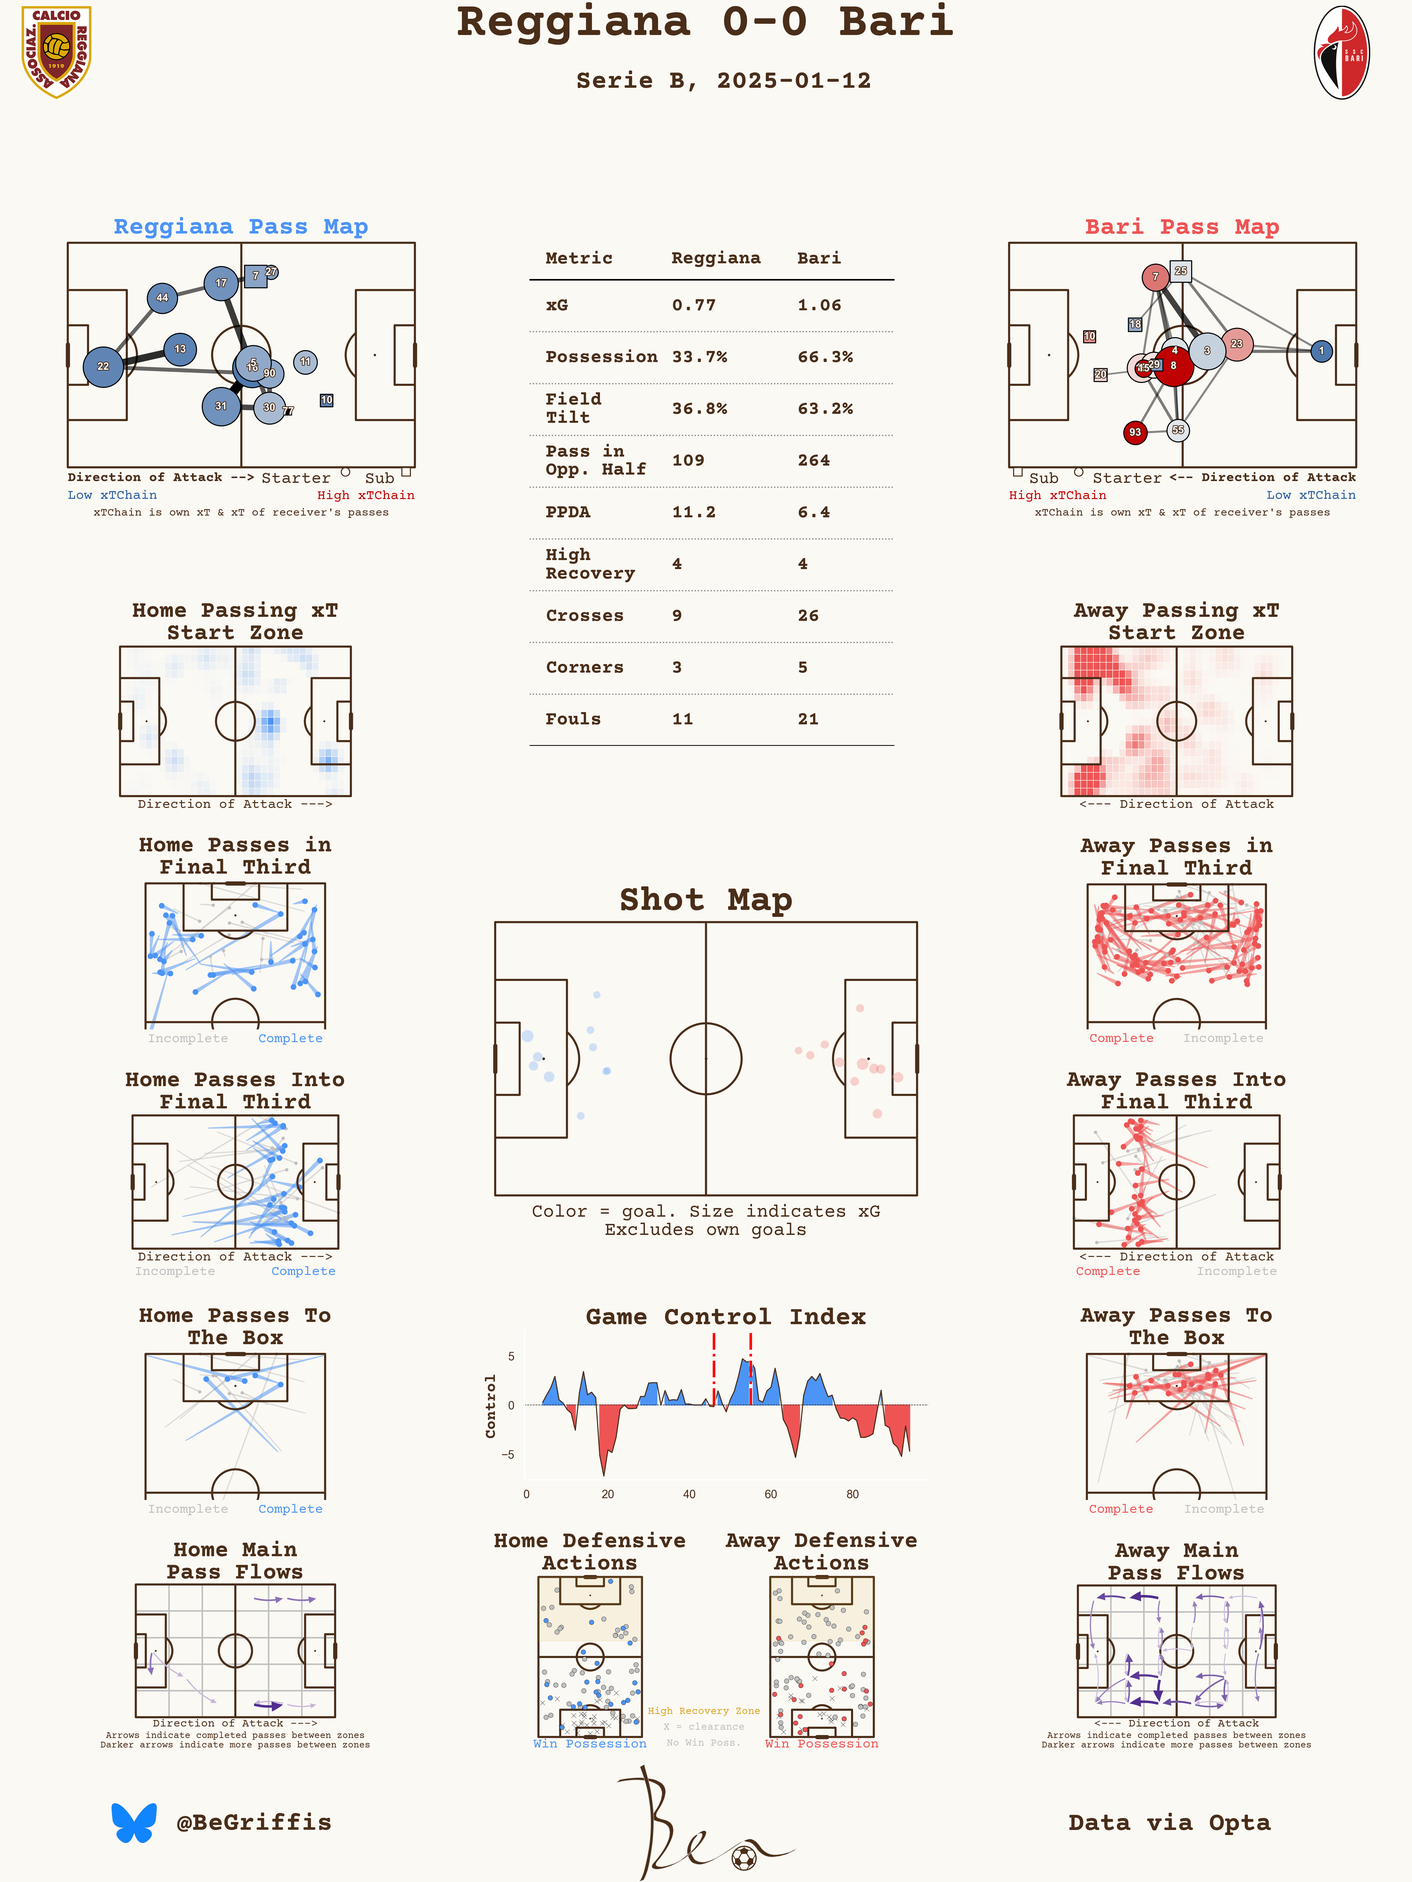 Reggiana 0-0 Bari
Serie B, 2025-01-12
ASSOCIAZ. CALCIO REGGIANA
1919
SSC
BARI
Reggiana Pass Map
17
7
27
44
13
22
5
16
90
11
31
30
77
10
Direction of Attack --> Starter Sub
Low xTChain High xTChain
xTChain is own xT & xT of receiver's passes
Metric Reggiana Bari
xG 0.77 1.06
Possession 33.7% 66.3%
Field
Tilt 36.8% 63.2%
Pass in
Opp. Half 109 264
PPDA 11.2 6.4
High
Recovery 4 4
Crosses 9 26
Corners 3 5
Fouls 11 21
Bari Pass Map
7
25
18
10
4
3
23
1
20
15
29
8
93
55
Sub Starter <-- Direction of Attack
High xTChain Low xTChain
xTChain is own xT & xT of receiver's passes
Home Passing xT
Start Zone
Direction of Attack --->
Away Passing xT
Start Zone
<--- Direction of Attack
Home Passes in
Final Third
Incomplete Complete
Away Passes in
Final Third
Complete Incomplete
Shot Map
Color = goal. Size indicates xG
Excludes own goals
Home Passes Into
Final Third
Direction of Attack --->
Incomplete Complete
Away Passes Into
Final Third
<--- Direction of Attack
Complete Incomplete
Home Passes To
The Box
Incomplete Complete
Game Control Index
Control
5
0
−5
0 20 40 60 80
Away Passes To
The Box
Complete Incomplete
Home Main
Pass Flows
Direction of Attack --->
Arrows indicate completed passes between zones
Darker arrows indicate more passes between zones
Home Defensive
Actions
Win Possession
Away Defensive
Actions
Win Possession
High Recovery Zone
X = clearance
No Win Poss.
Away Main
Pass Flows
<--- Direction of Attack
Arrows indicate completed passes between zones
Darker arrows indicate more passes between zones
@BeGriffis
Ben
Data via Opta